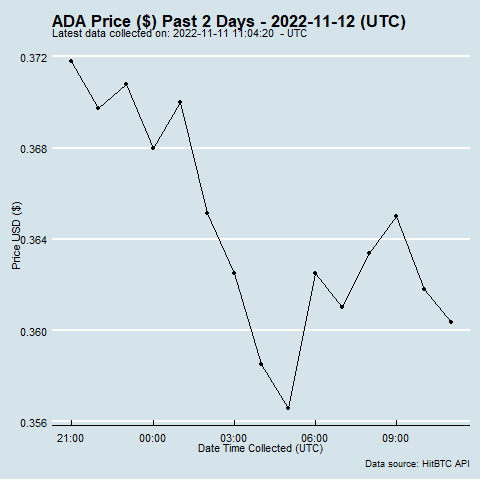 ADA Price ($) Past 2 Days - 2022-11-12 (UTC)
Latest data collected on: 2022-11-11 11:04:20 - UTC
0.372
0.368
0.364
0.360
0.356
Price USD ($)
21:00 00:00 03:00 06:00 09:00
Date Time Collected (UTC)
Data source: HitBTC API